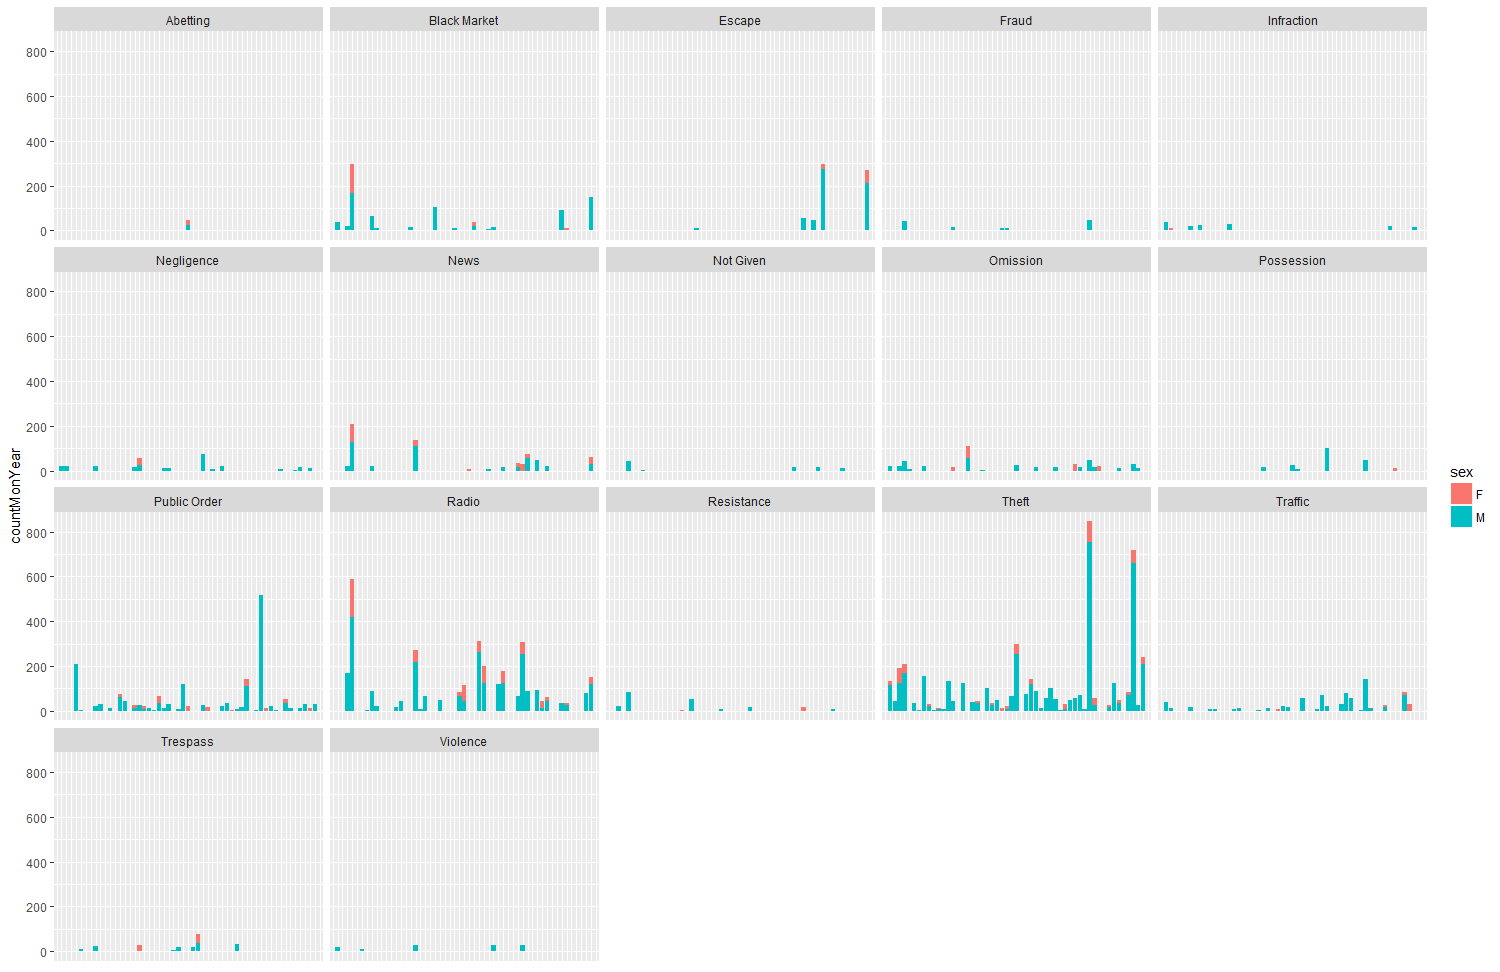 Abetting Black Market Escape Fraud Infraction
800
600
400
200
0
Negligence News Not Given Omission Possession
800
600
400
200
0
countMonYear
sex
F
M
Public Order Radio Resistance Theft Traffic
800
600
400
200
0
Trespass Violence
800
600
400
200
0